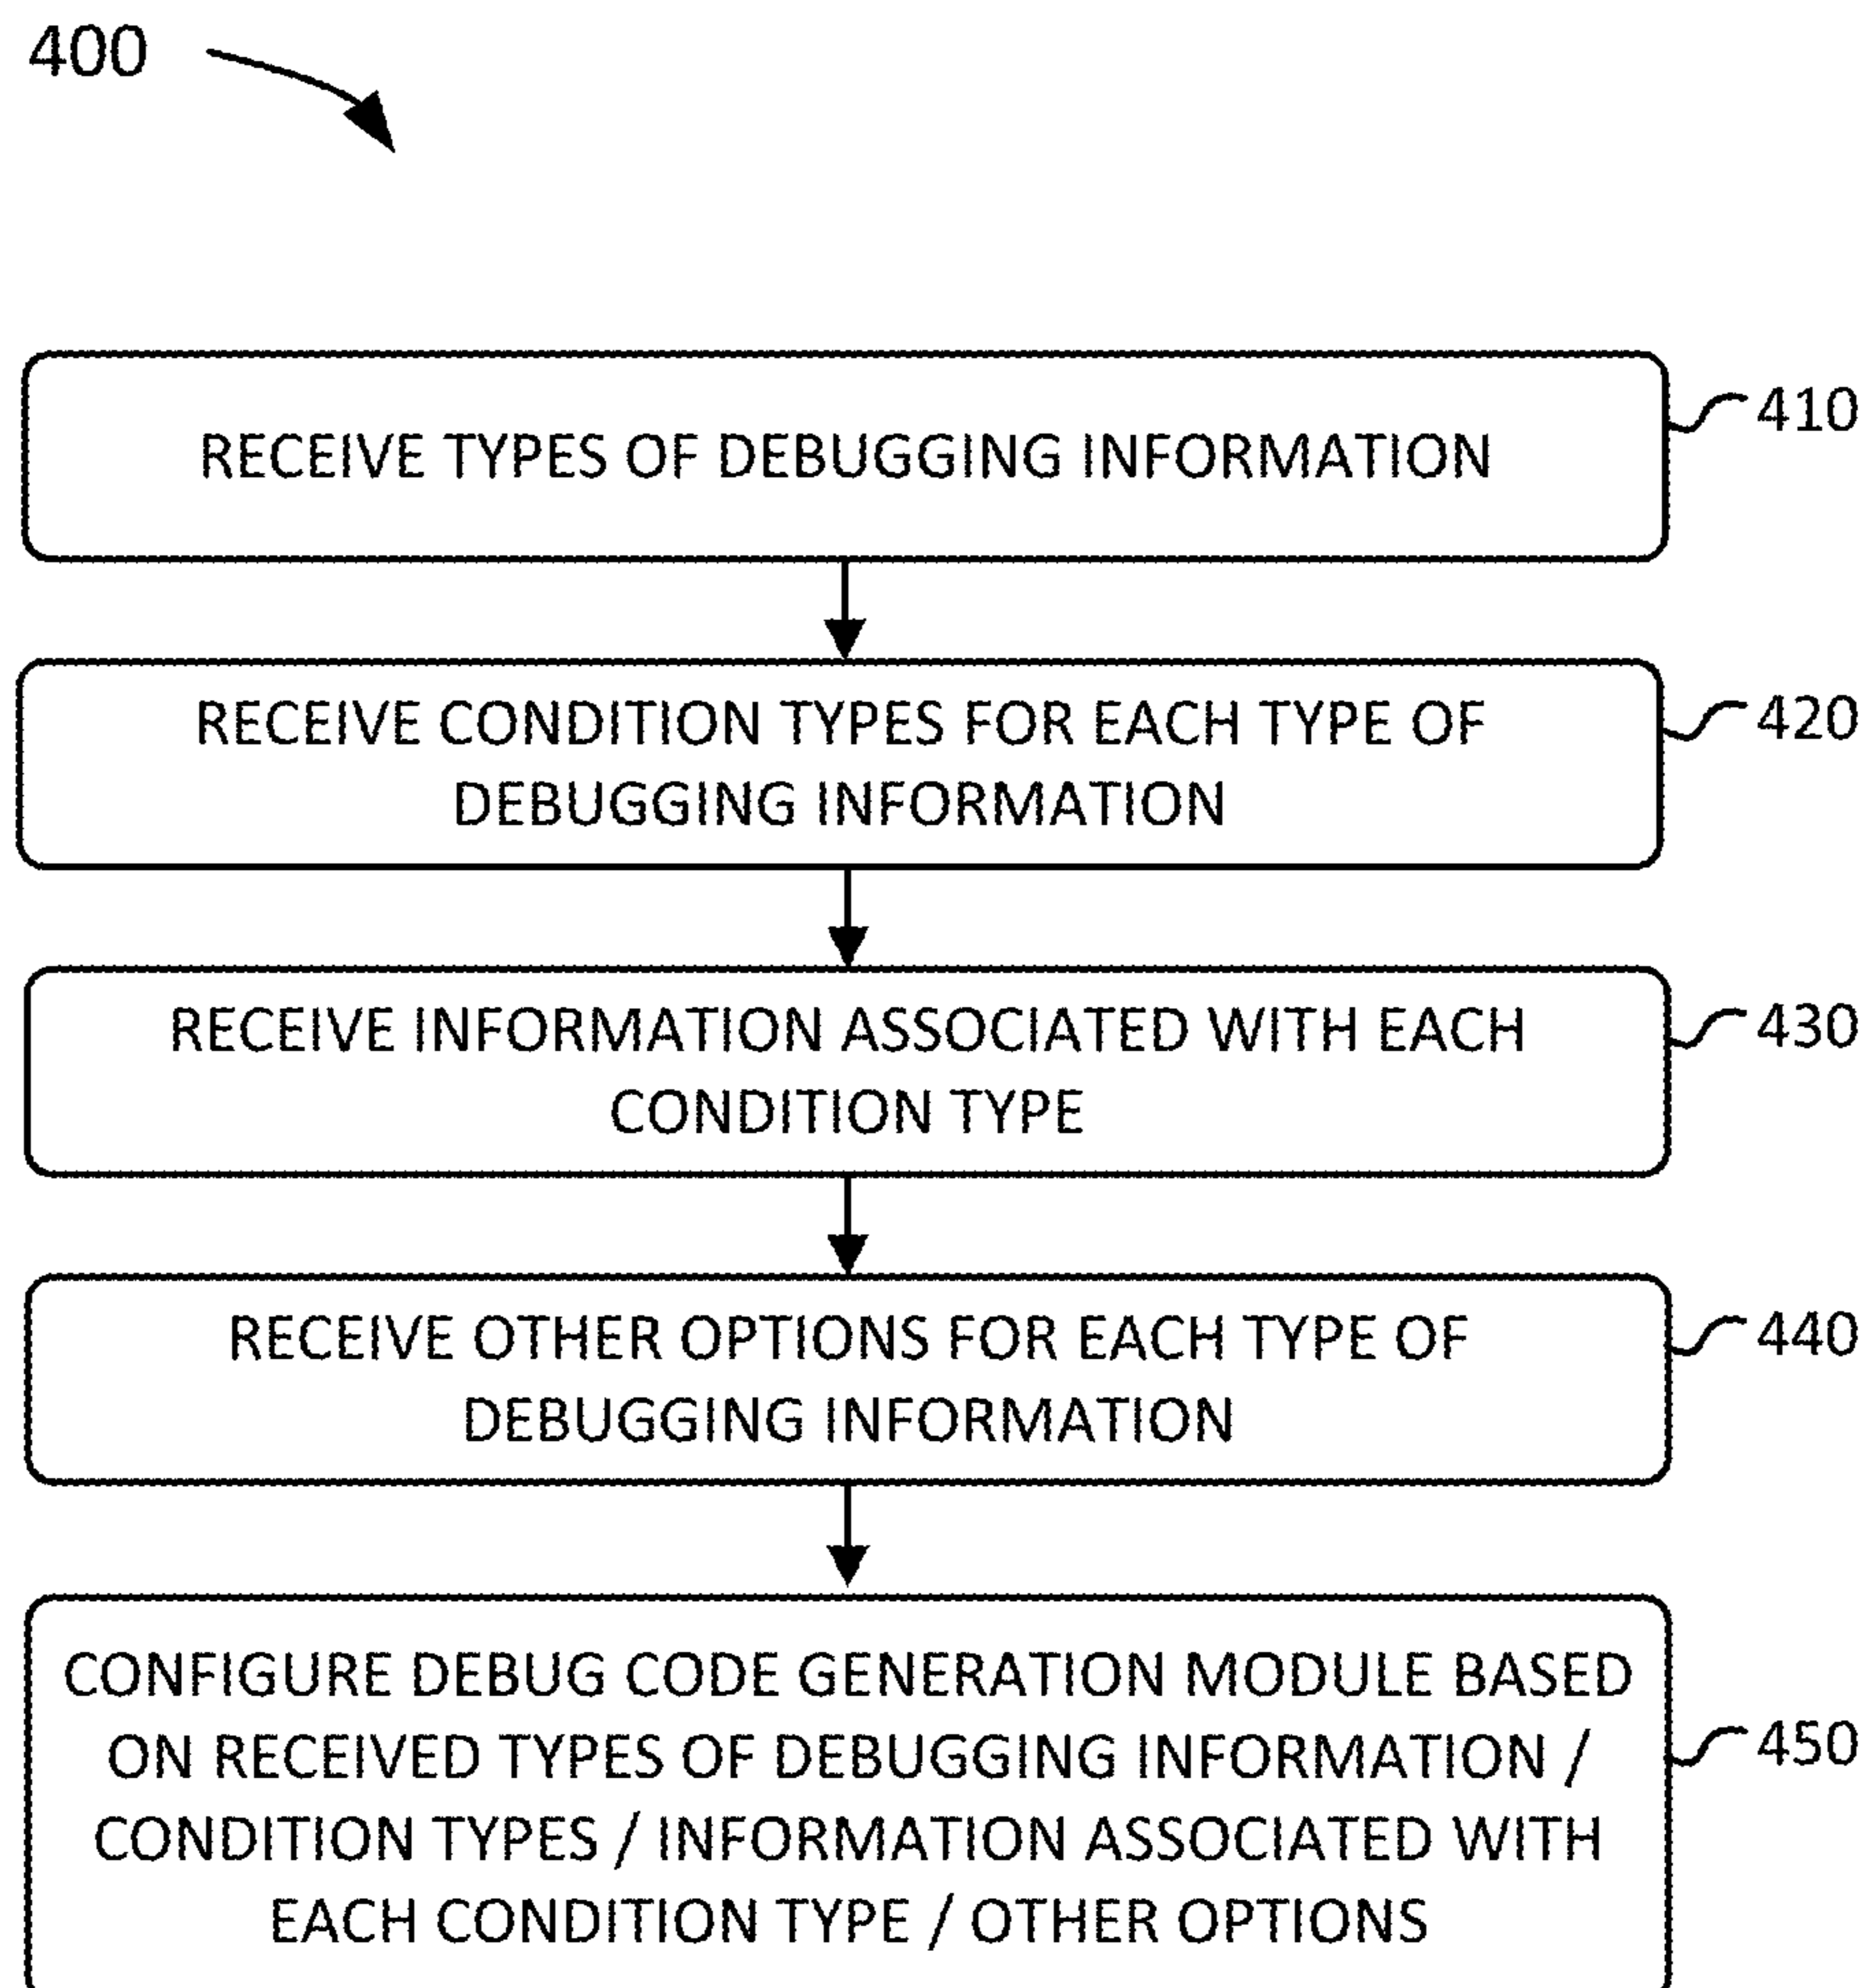 400
RECEIVE TYPES OF DEBUGGING INFORMATION
410
RECEIVE CONDITION TYPES FOR EACH TYPE OF
DEBUGGING INFORMATION
420
RECEIVE INFORMATION ASSOCIATED WITH EACH
CONDITION TYPE
430
RECEIVE OTHER OPTIONS FOR EACH TYPE OF
DEBUGGING INFORMATION
440
CONFIGURE DEBUG CODE GENERATION MODULE BASED
ON RECEIVED TYPES OF DEBUGGING INFORMATION /
CONDITION TYPES / INFORMATION ASSOCIATED WITH
EACH CONDITION TYPE / OTHER OPTIONS
450